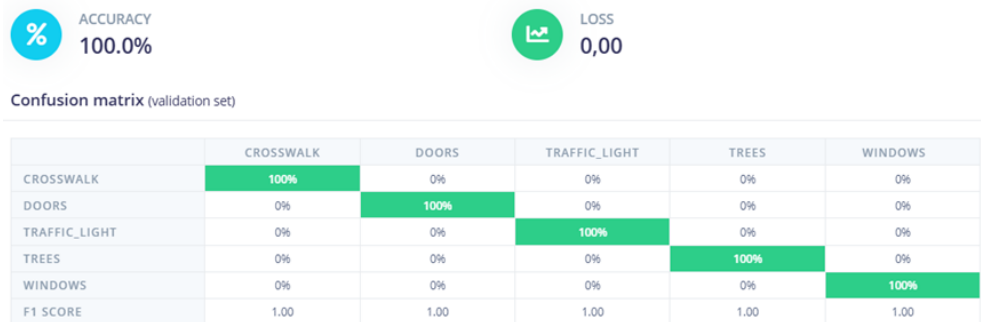 ACCURACY
100.0%
LOSS
0,00
Confusion matrix (validation set)
CROSSWALK DOORS TRAFFIC_LIGHT TREES WINDOWS
CROSSWALK 100% 0% 0% 0% 0%
DOORS 0% 100% 0% 0% 0%
TRAFFIC_LIGHT 0% 0% 100% 0% 0%
TREES 0% 0% 0% 100% 0%
WINDOWS 0% 0% 0% 0% 100%
F1 SCORE 1.00 1.00 1.00 1.00 1.00